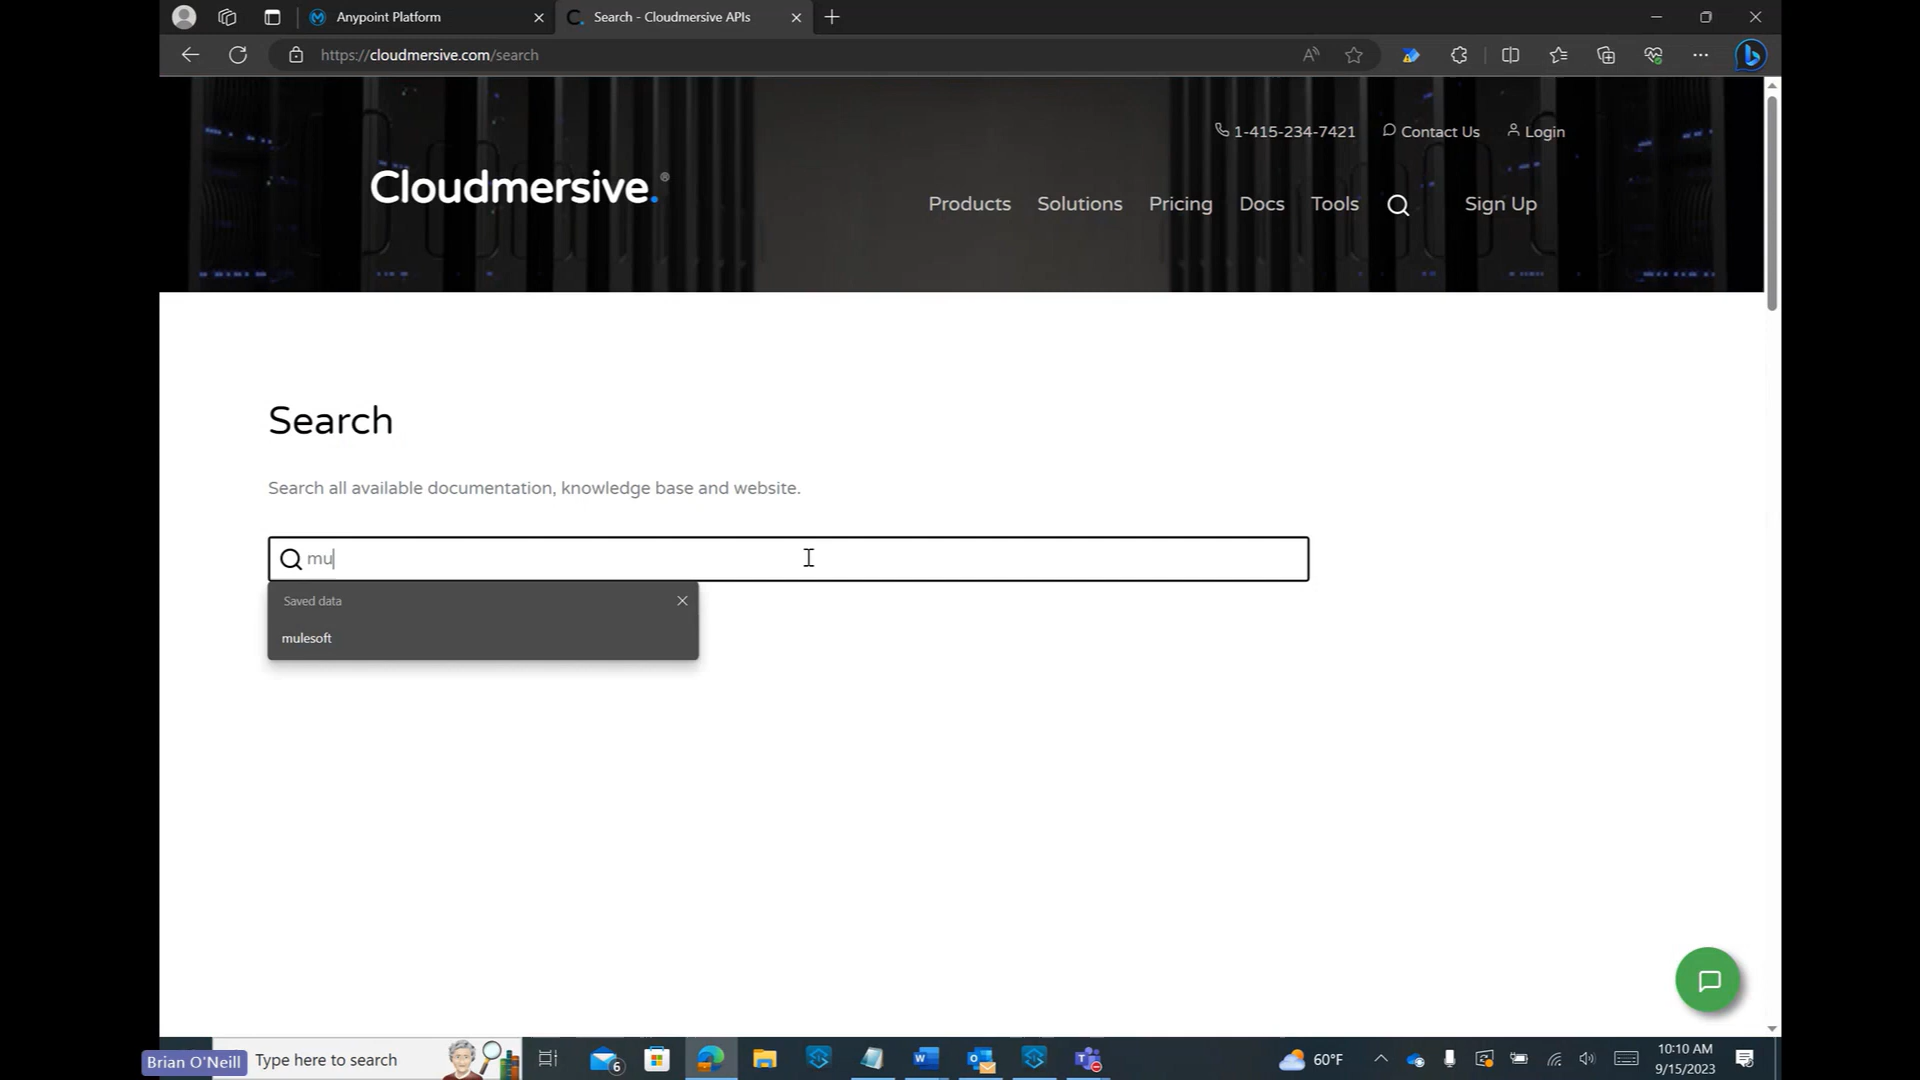 Anypoint Platform
Search - Cloudmersive APIs
https://cloudmersive.com/search
1-415-234-7421 Contact Us Login
Cloudmersive.®
Products Solutions Pricing Docs Tools Sign Up
Search
Search all available documentation, knowledge base and website.
mu
Saved data
mulesoft
Brian O'Neill
Type here to search
6
60°F
10:10 AM
9/15/2023